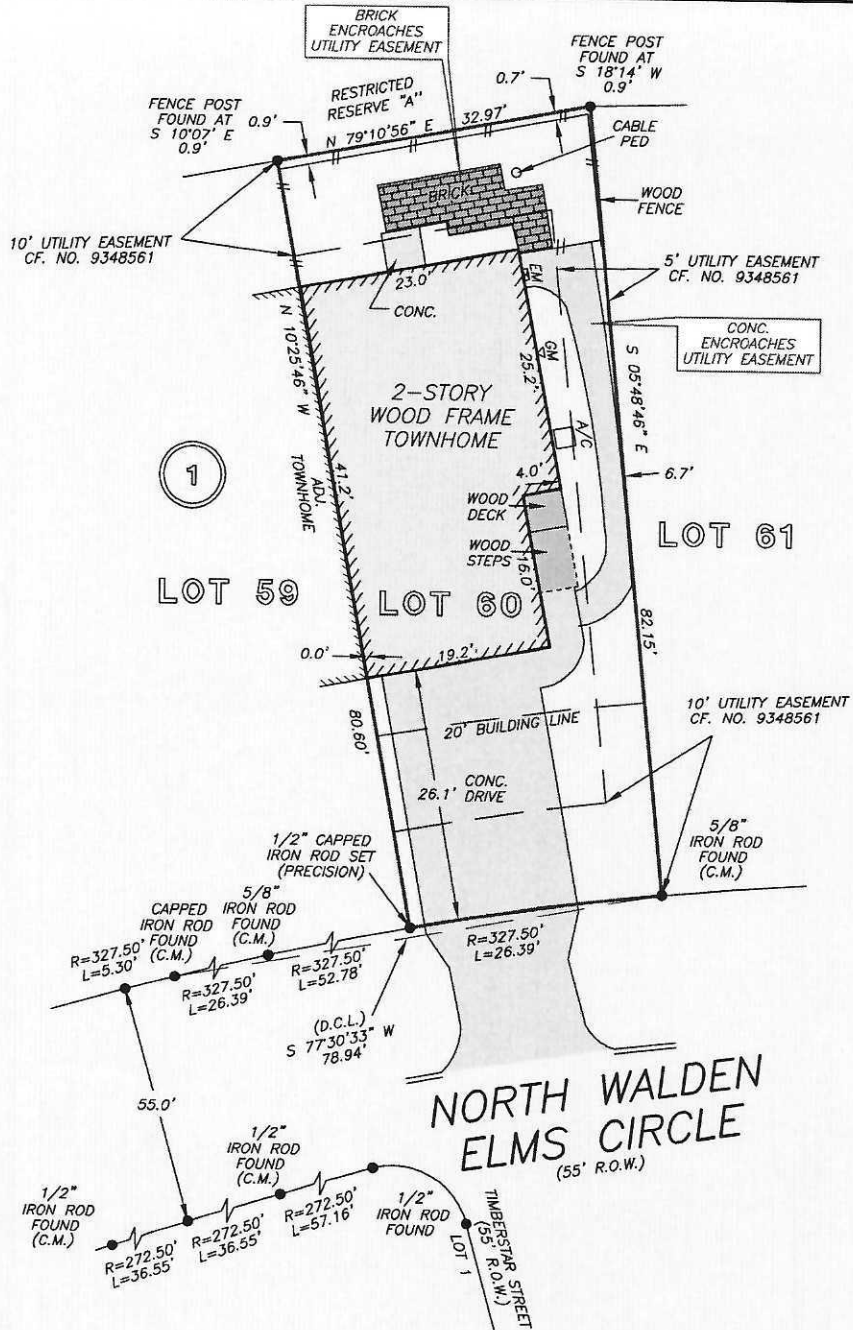 BRICK
ENCROACHES
UTILITY EASEMENT
FENCE POST
FOUND AT
S 18°14' W
0.9'
0.7'
RESTRICTED
RESERVE "A"
FENCE POST
FOUND AT
S 10°07' E
0.9'
0.9'
N 79°10'56" E
32.97'
CABLE
PED
BRICK
WOOD
FENCE
10' UTILITY EASEMENT
CF. NO. 9348561
5' UTILITY EASEMENT
CF. NO. 9348561
EM
23.0'
CONC.
CONC.
ENCROACHES
UTILITY EASEMENT
N 10°25'46" W
GM
25.2'
S 05°48'46" E
2-STORY
WOOD FRAME
TOWNHOME
A/C
1
41.2'
ADJ.
TOWNHOME
4.0'
6.7'
WOOD
DECK
WOOD
STEPS
16.0'
LOT 61
LOT 59
LOT 60
82.15'
0.0'
19.2'
80.60'
20' BUILDING LINE
10' UTILITY EASEMENT
CF. NO. 9348561
26.1'
CONC.
DRIVE
1/2" CAPPED
IRON ROD SET
(PRECISION)
5/8"
IRON ROD
FOUND
(C.M.)
CAPPED
IRON ROD
FOUND
(C.M.)
5/8"
IRON ROD
FOUND
(C.M.)
R=327.50'
L=5.30'
R=327.50'
L=26.39'
R=327.50'
L=52.78'
R=327.50'
L=26.39'
(D.C.L.)
S 77°30'33" W
78.94'
55.0'
NORTH WALDEN
ELMS CIRCLE
(55' R.O.W.)
1/2"
IRON ROD
FOUND
(C.M.)
1/2"
IRON ROD
FOUND
(C.M.)
R=272.50'
L=36.55'
R=272.50'
L=36.55'
R=272.50'
L=57.16'
1/2"
IRON ROD
FOUND
LOT 1
TIMBERSTAR STREET
(55' R.O.W.)